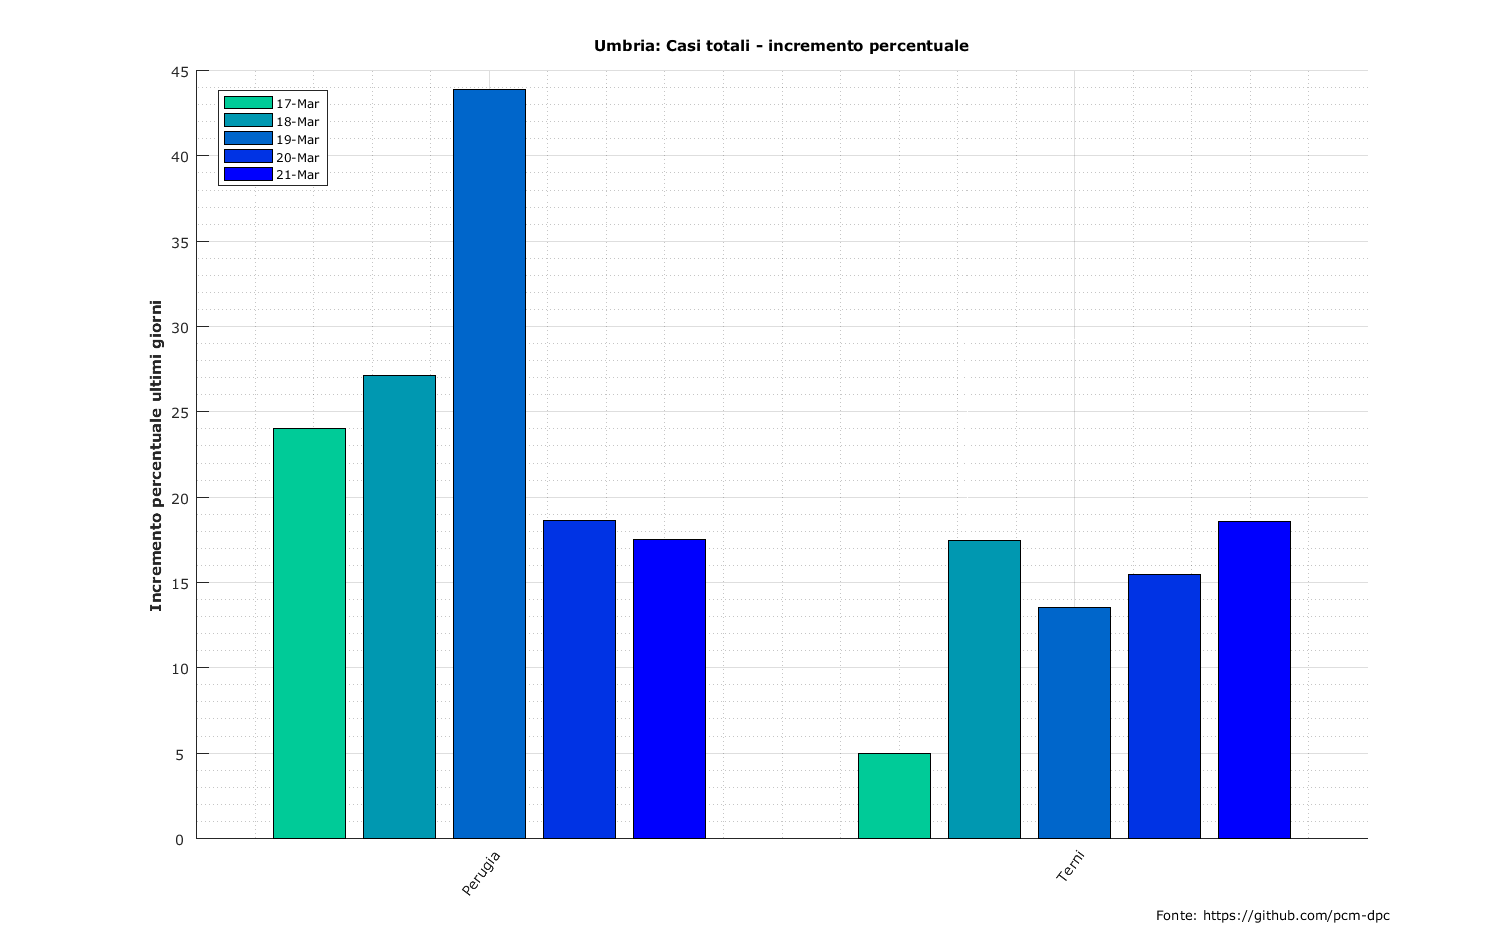 Umbria: Casi totali - incremento percentuale
45
40
35
30
25
20
15
10
5
0
Incremento percentuale ultimi giorni
17-Mar
18-Mar
19-Mar
20-Mar
21-Mar
Perugia
Terni
Fonte: https://github.com/pcm-dpc